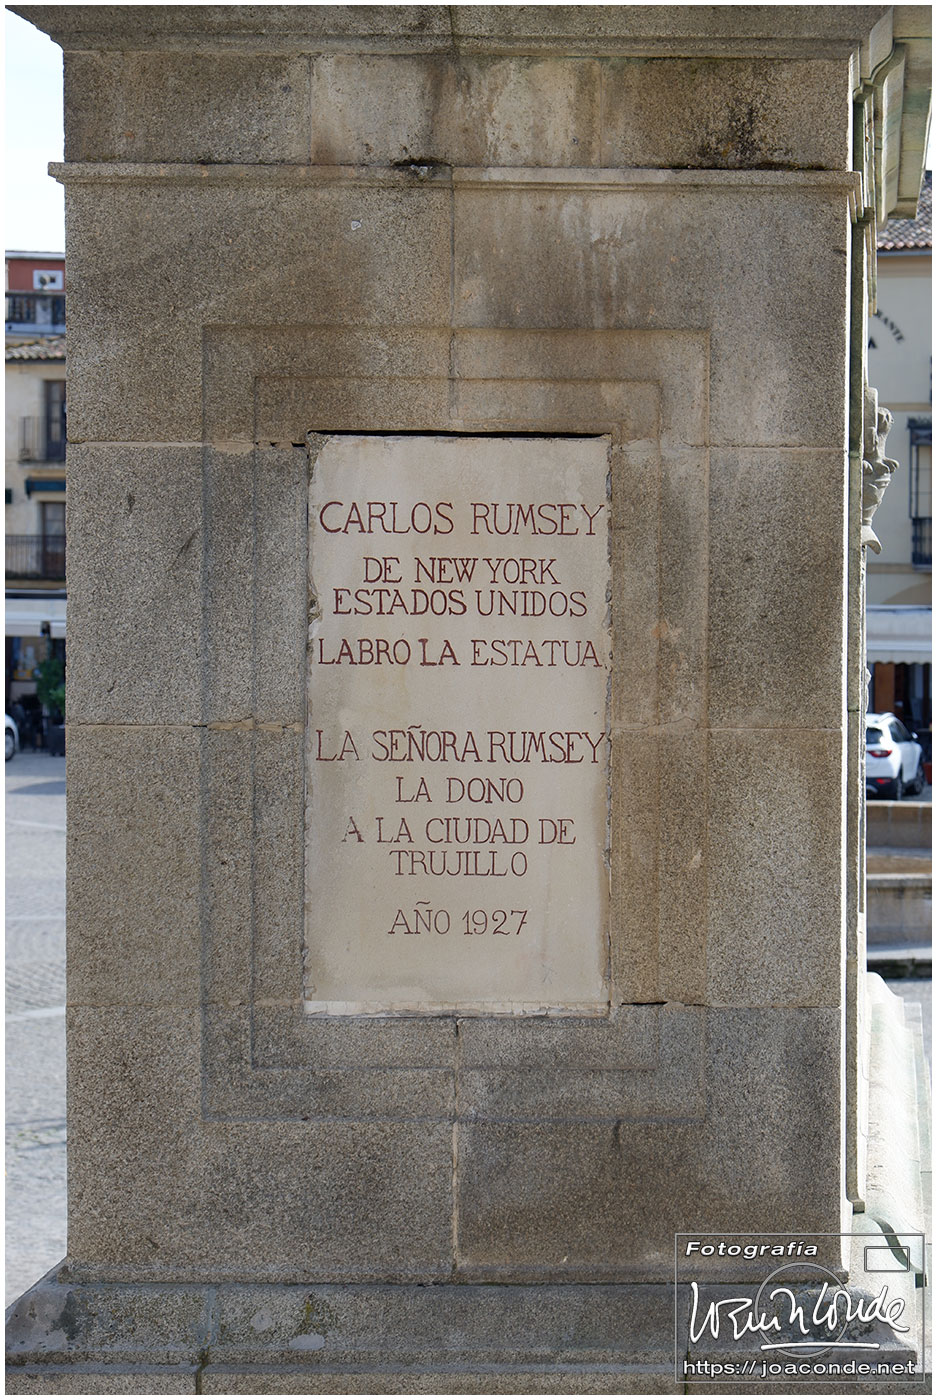 CARLOS RUMSEY
DE NEW YORK
ESTADOS UNIDOS
LABRO LA ESTATUA
LA SEÑORA RUMSEY
LA DONO
A LA CIUDAD DE
TRUJILLO
AÑO 1927
Fotografía
https://joaconde.net